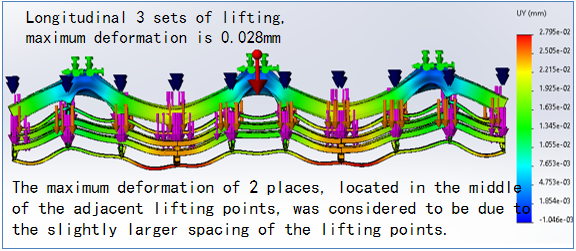 Longitudinal 3 sets of lifting,
maximum deformation is 0.028mm
UY (mm)
2.795e-02
2.505e-02
2.215e-02
1.925e-02
1.635e-02
1.345e-02
1.055e-02
7.653e-03
4.753e-03
1.854e-03
-1.046e-03
The maximum deformation of 2 places, located in the middle
of the adjacent lifting points, was considered to be due to
the slightly larger spacing of the lifting points.